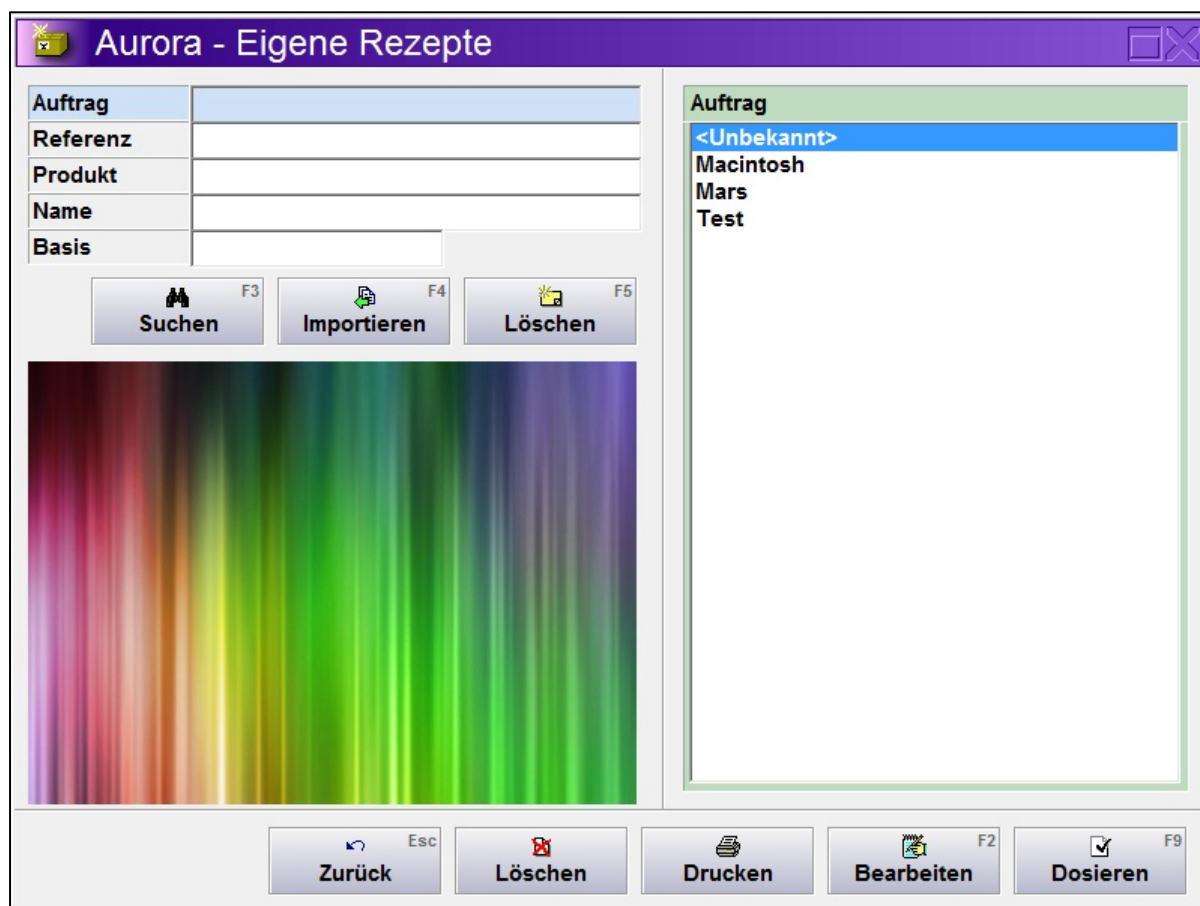 Aurora - Eigene Rezepte
Auftrag
Referenz
Produkt
Name
Basis
F3
Suchen
F4
Importieren
F5
Löschen
Auftrag
<Unbekannt>
Macintosh
Mars
Test
Esc
Zurück
Löschen
Drucken
F2
Bearbeiten
F9
Dosieren